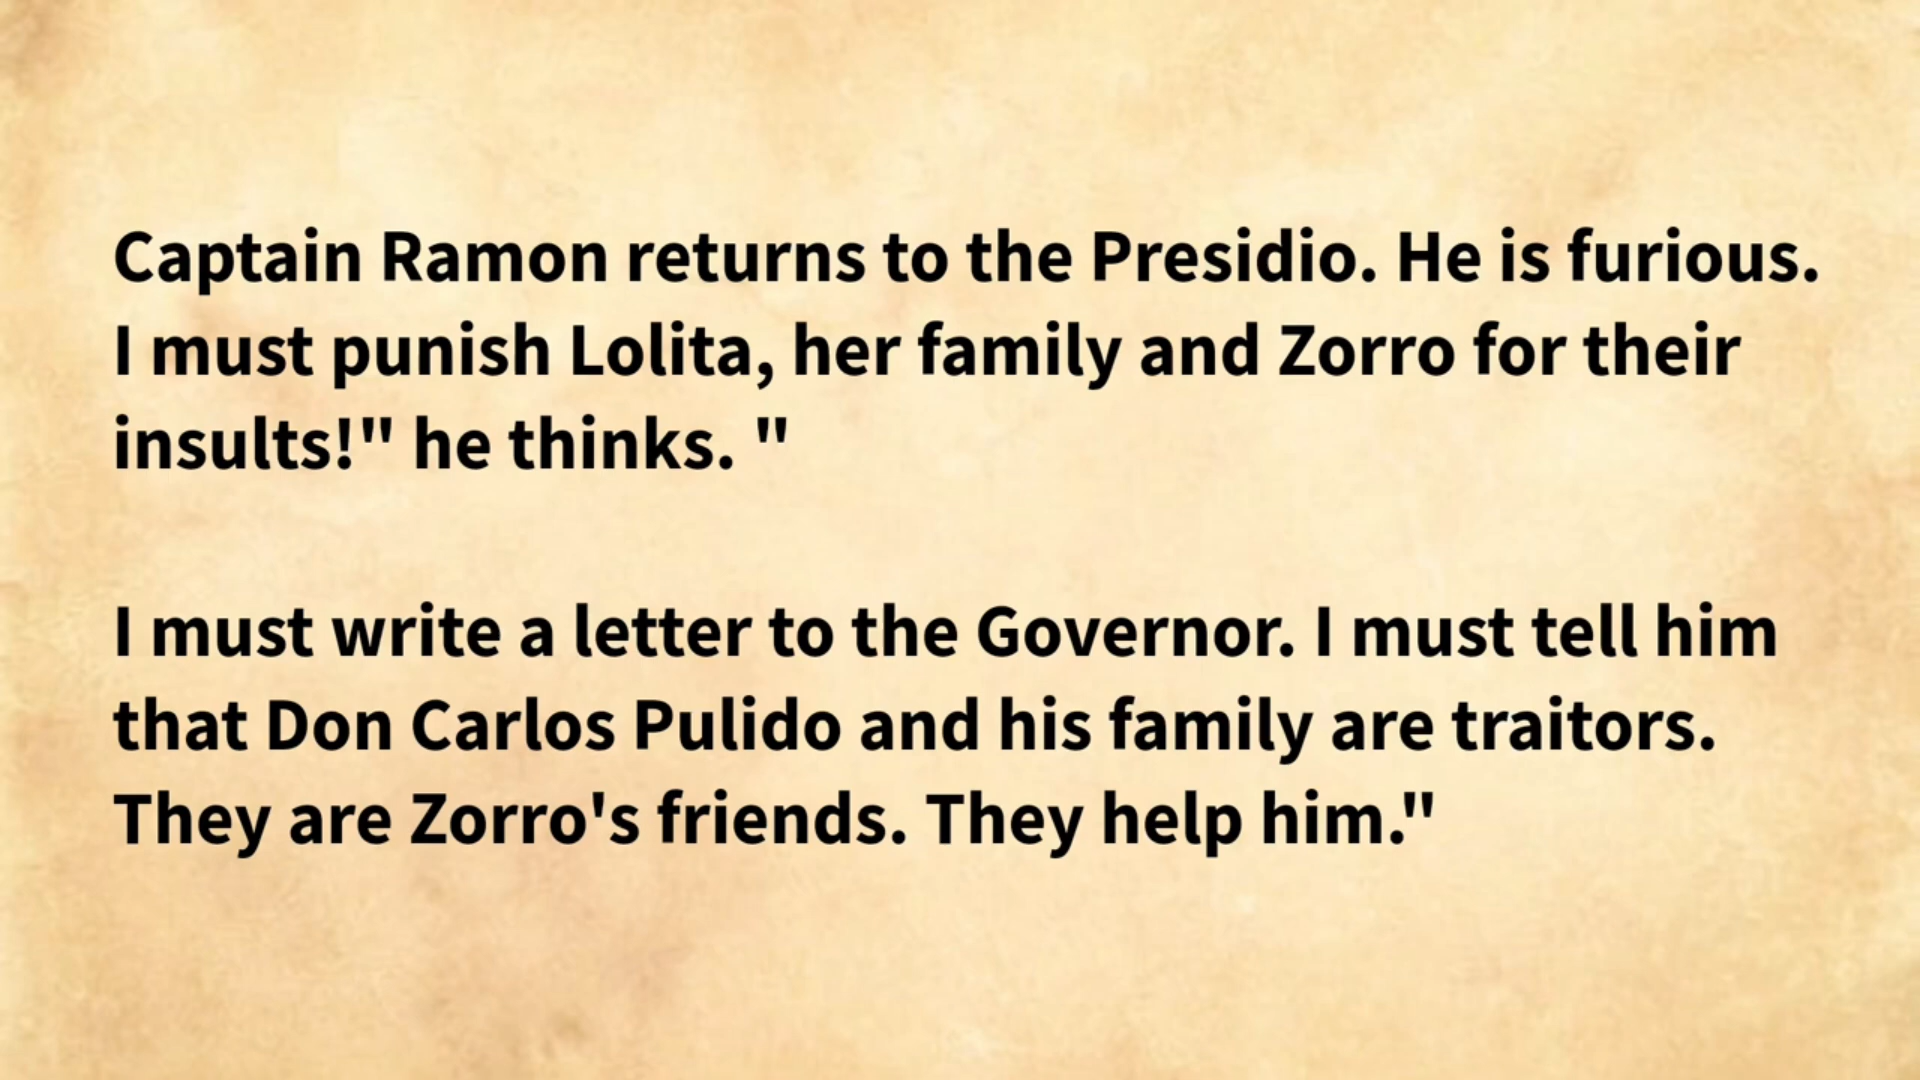 Captain Ramon returns to the Presidio. He is furious.
I must punish Lolita, her family and Zorro for their
insults!" he thinks. "
I must write a letter to the Governor. I must tell him
that Don Carlos Pulido and his family are traitors.
They are Zorro's friends. They help him."